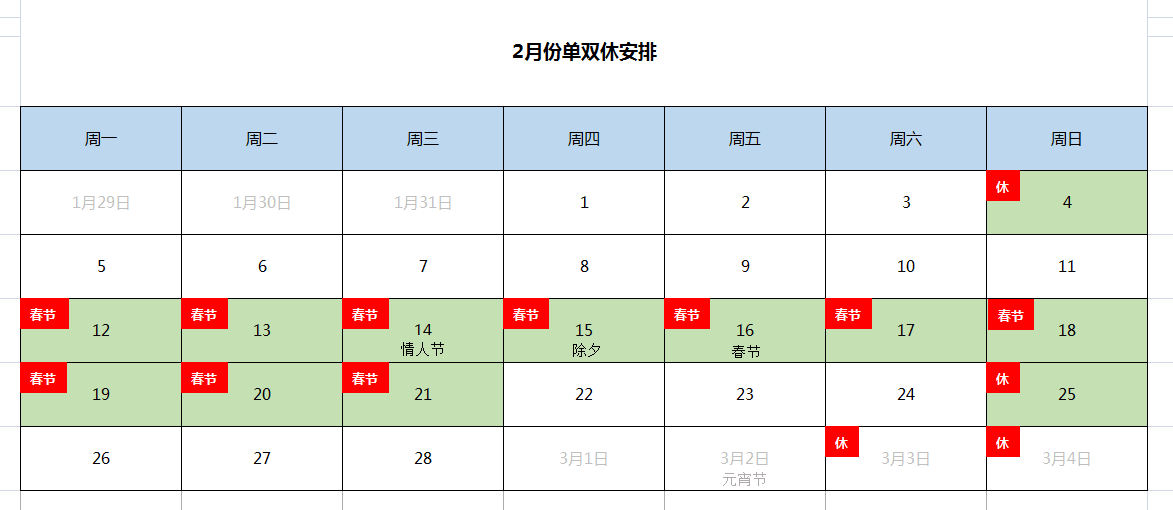 2月份单双休安排
周一 周二 周三 周四 周五 周六 周日
1月29日 1月30日 1月31日 1 2 3 休 4
5 6 7 8 9 10 11
春节 12 春节 13 春节 14 春节 15 春节 16 春节 17 春节 18
情人节 除夕 春节
春节 19 春节 20 春节 21 22 23 24 休 25
26 27 28 3月1日 3月2日 休 3月3日 休 3月4日
元宵节